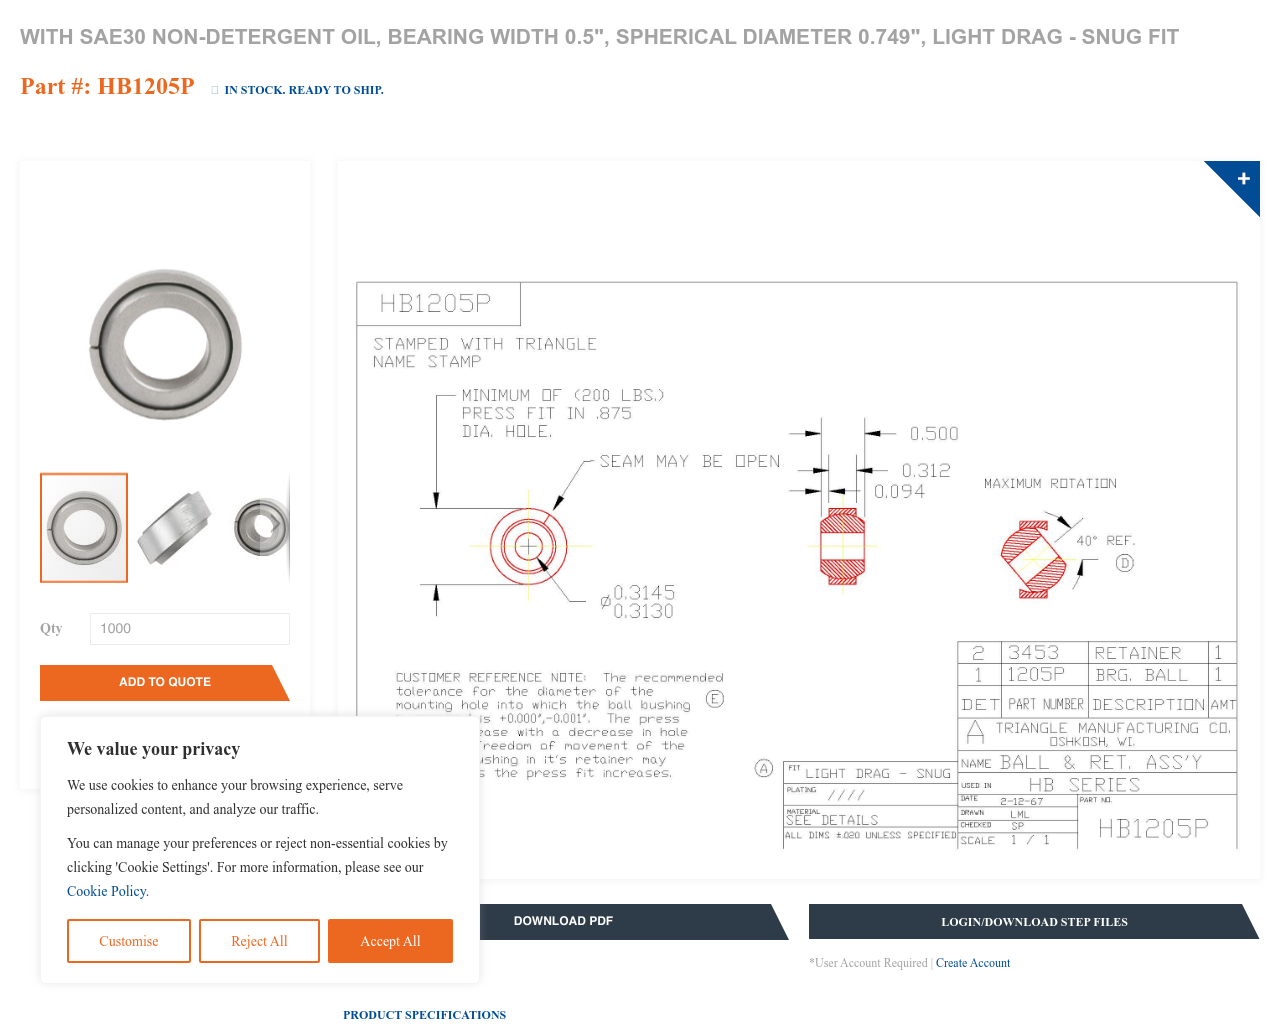 WITH SAE30 NON-DETERGENT OIL, BEARING WIDTH 0.5", SPHERICAL DIAMETER 0.749", LIGHT DRAG - SNUG FIT
Part #: HB1205P
IN STOCK. READY TO SHIP.
+
HB1205P
STAMPED WITH TRIANGLE
NAME STAMP
MINIMUM OF (200 LBS.)
PRESS FIT IN .875
DIA. HOLE.
SEAM MAY BE OPEN
0.500
0.312
0.094
MAXIMUM ROTATION
40° REF.
D
ø0.3145
0.3130
Qty
1000
ADD TO QUOTE
CUSTOMER REFERENCE NOTE: The recommended
tolerance for the diameter of the
mounting hole into which the ball bushing
is +0.000",-0.001". The press
ease with a decrease in hole
freedom of movement of the
ushing in it's retainer may
s the press fit increases.
E
2 3453 RETAINER 1
1 1205P BRG. BALL 1
DET PART NUMBER DESCRIPTION AMT
A TRIANGLE MANUFACTURING CO.
OSHKOSH, WI.
NAME BALL & RET. ASS'Y
USED IN HB SERIES
DATE 2-12-67
DRAWN LML
CHECKED SP
SCALE 1 / 1
PART NO.
HB1205P
A
FIT LIGHT DRAG - SNUG
PLATING ////
MATERIAL
SEE DETAILS
ALL DIMS ±.020 UNLESS SPECIFIED
We value your privacy
We use cookies to enhance your browsing experience, serve
personalized content, and analyze our traffic.
You can manage your preferences or reject non-essential cookies by
clicking 'Cookie Settings'. For more information, please see our
Cookie Policy.
Customise
Reject All
Accept All
DOWNLOAD PDF
LOGIN/DOWNLOAD STEP FILES
*User Account Required | Create Account
PRODUCT SPECIFICATIONS